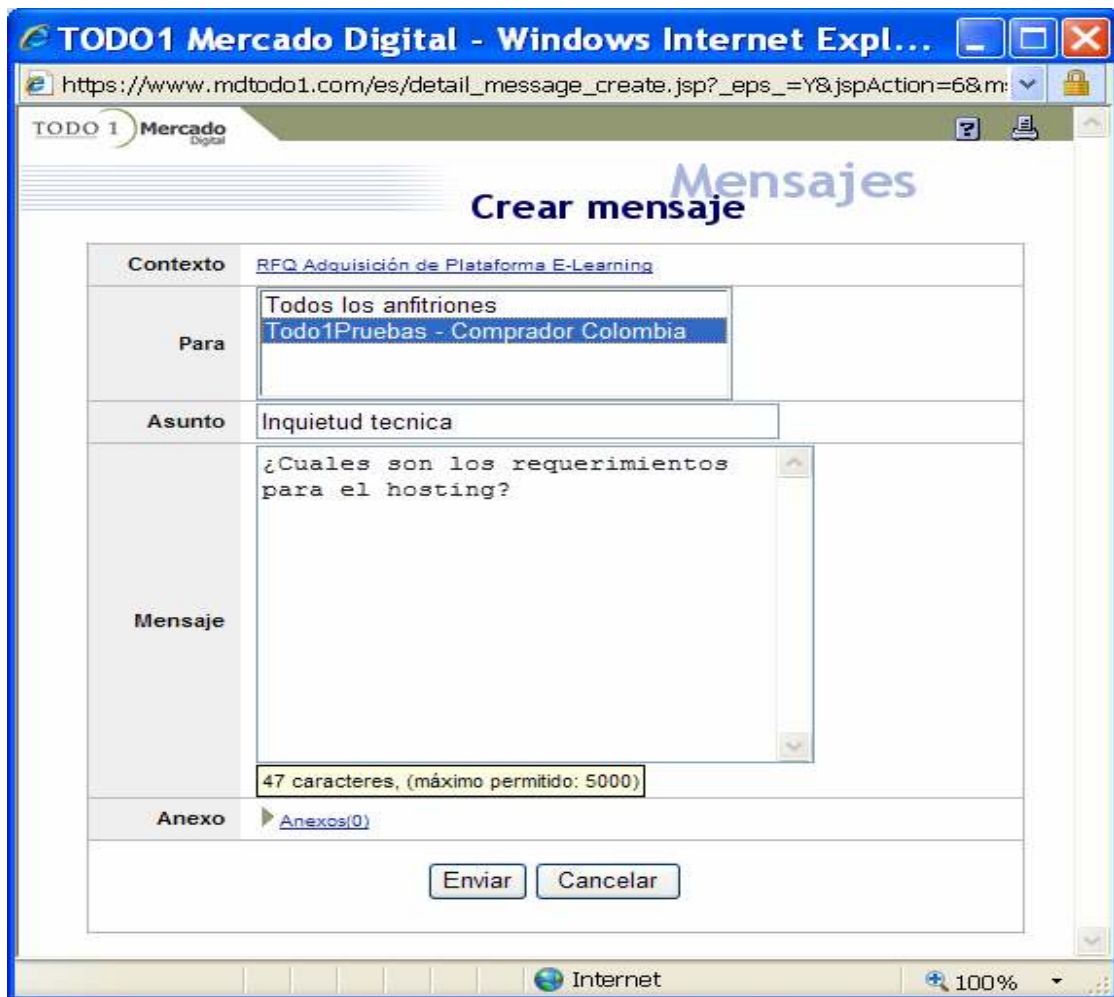 TODO1 Mercado Digital - Windows Internet Expl...
https://www.mdtodo1.com/es/detail_message_create.jsp?_eps_=Y&jspAction=6&m
TODO 1 Mercado
Digital
?
Mensajes
Crear mensaje
Contexto RFQ Adquisición de Plataforma E-Learning
Para
Todos los anfitriones
Todo1Pruebas - Comprador Colombia
Asunto Inquietud tecnica
Mensaje
¿Cuales son los requerimientos
para el hosting?
47 caracteres, (máximo permitido: 5000)
Anexo Anexos(0)
Enviar Cancelar
Internet 100%